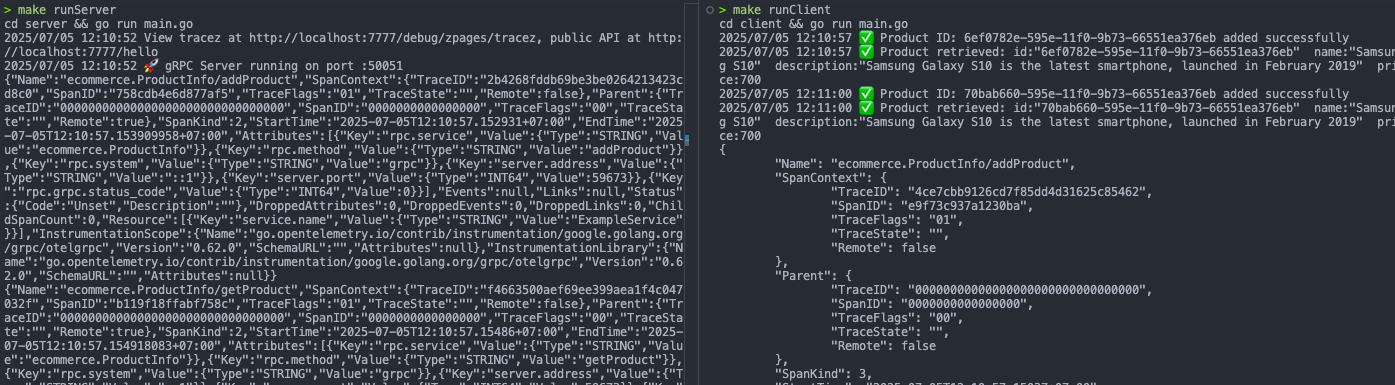 > make runServer
cd server && go run main.go
2025/07/05 12:10:52 View tracez at http://localhost:7777/debug/zpages/tracez, public API at http:
//localhost:7777/hello
2025/07/05 12:10:52 🚀 gRPC Server running on port :50051
{"Name":"ecommerce.ProductInfo/addProduct","SpanContext":{"TraceID":"2b4268fddb69be3be0264213423c
d8c0","SpanID":"758cdb4e6d877af5","TraceFlags":"01","TraceState":"","Remote":false},"Parent":{"Tr
aceID":"00000000000000000000000000000000","SpanID":"0000000000000000","TraceFlags":"00","TraceSta
te":"","Remote":true},"SpanKind":2,"StartTime":"2025-07-05T12:10:57.152931+07:00","EndTime":"2025
-07-05T12:10:57.153909958+07:00","Attributes":[{"Key":"rpc.service","Value":{"Type":"STRING","Val
ue":"ecommerce.ProductInfo"}},{"Key":"rpc.method","Value":{"Type":"STRING","Value":"addProduct"}}
,{"Key":"rpc.system","Value":{"Type":"STRING","Value":"grpc"}},{"Key":"server.address","Value":{"
Type":"STRING","Value":"::1"}},{"Key":"server.port","Value":{"Type":"INT64","Value":59673}},{"Key
":"rpc.grpc.status_code","Value":{"Type":"INT64","Value":0}}],"Events":null,"Links":null,"Status"
:{"Code":"Unset","Description":""},"DroppedAttributes":0,"DroppedEvents":0,"DroppedLinks":0,"Chil
dSpanCount":0,"Resource":[{"Key":"service.name","Value":{"Type":"STRING","Value":"ExampleService"
}}],"InstrumentationScope":{"Name":"go.opentelemetry.io/contrib/instrumentation/google.golang.org
/grpc/otelgrpc","Version":"0.62.0","SchemaURL":"","Attributes":null},"InstrumentationLibrary":{"N
ame":"go.opentelemetry.io/contrib/instrumentation/google.golang.org/grpc/otelgrpc","Version":"0.6
2.0","SchemaURL":"","Attributes":null}}
{"Name":"ecommerce.ProductInfo/getProduct","SpanContext":{"TraceID":"f4663500aef69ee399aea1f4c047
032f","SpanID":"b119f18ffabf758c","TraceFlags":"01","TraceState":"","Remote":false},"Parent":{"Tr
aceID":"00000000000000000000000000000000","SpanID":"0000000000000000","TraceFlags":"00","TraceSta
te":"","Remote":true},"SpanKind":2,"StartTime":"2025-07-05T12:10:57.15486+07:00","EndTime":"2025-
07-05T12:10:57.154918083+07:00","Attributes":[{"Key":"rpc.service","Value":{"Type":"STRING","Valu
e":"ecommerce.ProductInfo"}},{"Key":"rpc.method","Value":{"Type":"STRING","Value":"getProduct"}},
{"Key":"rpc.system","Value":{"Type":"STRING","Value":"grpc"}},{"Key":"server.address","Value":{"T
> make runClient
cd client && go run main.go
2025/07/05 12:10:57 ✅ Product ID: 6ef0782e-595e-11f0-9b73-66551ea376eb added successfully
2025/07/05 12:10:57 ✅ Product retrieved: id:"6ef0782e-595e-11f0-9b73-66551ea376eb"  name:"Samsun
g S10"  description:"Samsung Galaxy S10 is the latest smartphone, launched in February 2019"  pri
ce:700
2025/07/05 12:11:00 ✅ Product ID: 70bab660-595e-11f0-9b73-66551ea376eb added successfully
2025/07/05 12:11:00 ✅ Product retrieved: id:"70bab660-595e-11f0-9b73-66551ea376eb"  name:"Samsun
g S10"  description:"Samsung Galaxy S10 is the latest smartphone, launched in February 2019"  pri
ce:700
{
"Name": "ecommerce.ProductInfo/addProduct",
"SpanContext": {
"TraceID": "4ce7cbb9126cd7f85dd4d31625c85462",
"SpanID": "e9f73c937a1230ba",
"TraceFlags": "01",
"TraceState": "",
"Remote": false
},
"Parent": {
"TraceID": "00000000000000000000000000000000",
"SpanID": "0000000000000000",
"TraceFlags": "00",
"TraceState": "",
"Remote": false
},
"SpanKind": 3,